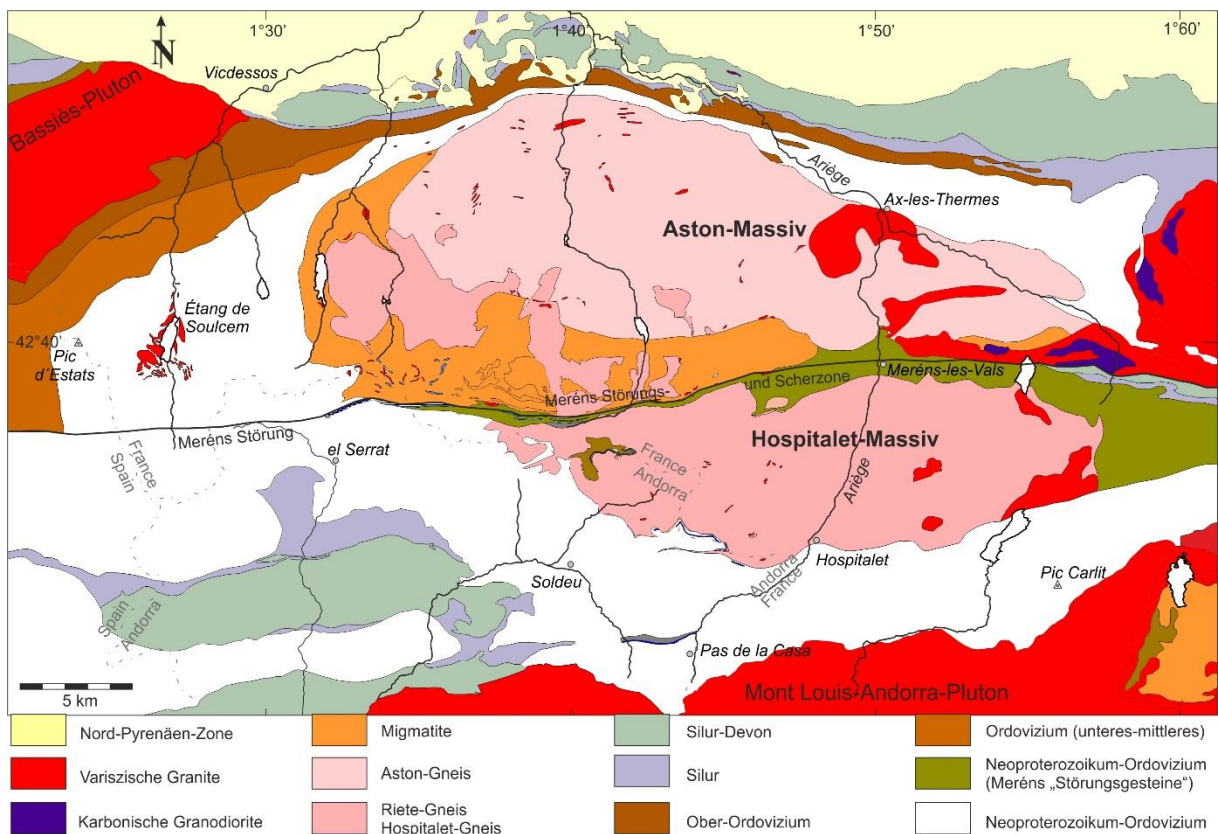 1°30'
1°40'
1°50'
1°60'
N
Vicdessos
Bassiès-Pluton
Ariège
Ax-les-Thermes
Aston-Massiv
Étang de
Soulcem
42°40'
Pic
d´Estats
Meréns-les-Vals
Meréns Störungs-
und Scherzone
Meréns Störung
France
Spain
el Serrat
Hospitalet-Massiv
France
Andorra
Ariège
Soldeu
Hospitalet
Andorra
France
Pic Carlit
Spain
Andorra
Pas de la Casa
5 km
Mont Louis-Andorra-Pluton
Nord-Pyrenäen-Zone
Migmatite
Silur-Devon
Ordovizium (unteres-mittleres)
Variszische Granite
Aston-Gneis
Silur
Neoproterozoikum-Ordovizium
(Meréns „Störungsgesteine“)
Karbonische Granodiorite
Riete-Gneis
Hospitalet-Gneis
Ober-Ordovizium
Neoproterozoikum-Ordovizium